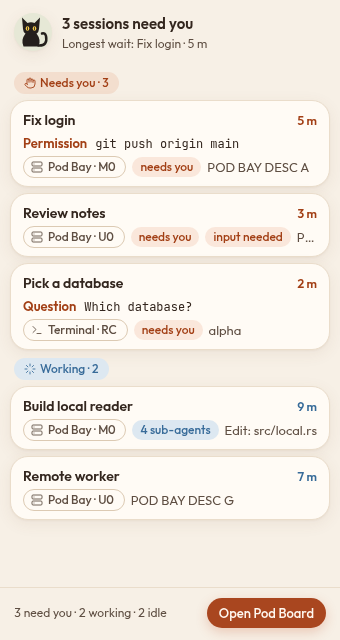 3 sessions need you
Longest wait: Fix login · 5 m
Needs you · 3
Fix login 5 m
Permission git push origin main
Pod Bay · M0 needs you POD BAY DESC A
Review notes 3 m
Pod Bay · U0 needs you input needed P...
Pick a database 2 m
Question Which database?
Terminal · RC needs you alpha
Working · 2
Build local reader 9 m
Pod Bay · M0 4 sub-agents Edit: src/local.rs
Remote worker 7 m
Pod Bay · U0 POD BAY DESC G
3 need you · 2 working · 2 idle Open Pod Board